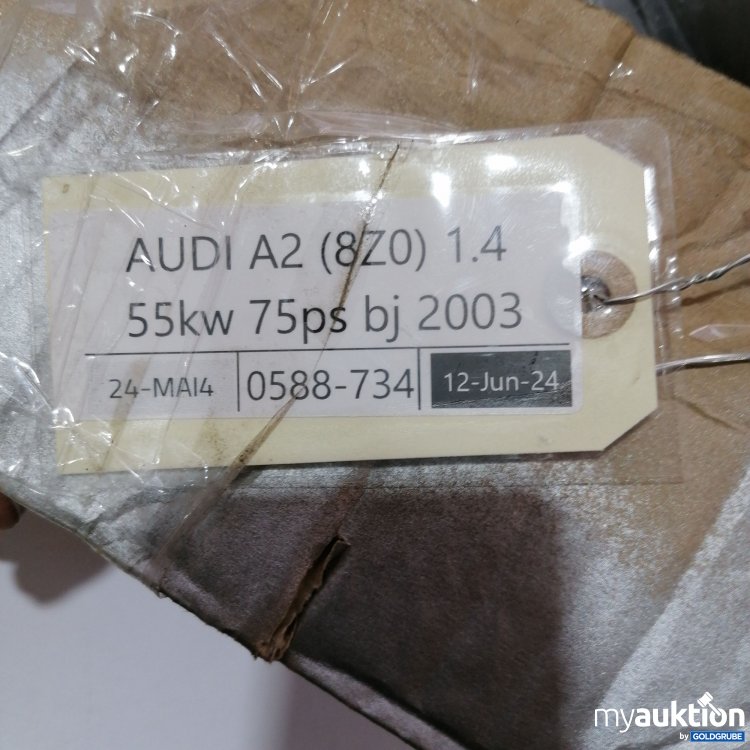 AUDI A2 (8Z0) 1.4
55kw 75ps bj 2003
24-MAI4 0588-734 12-Jun-24
myauktion
by GOLDGRUBE